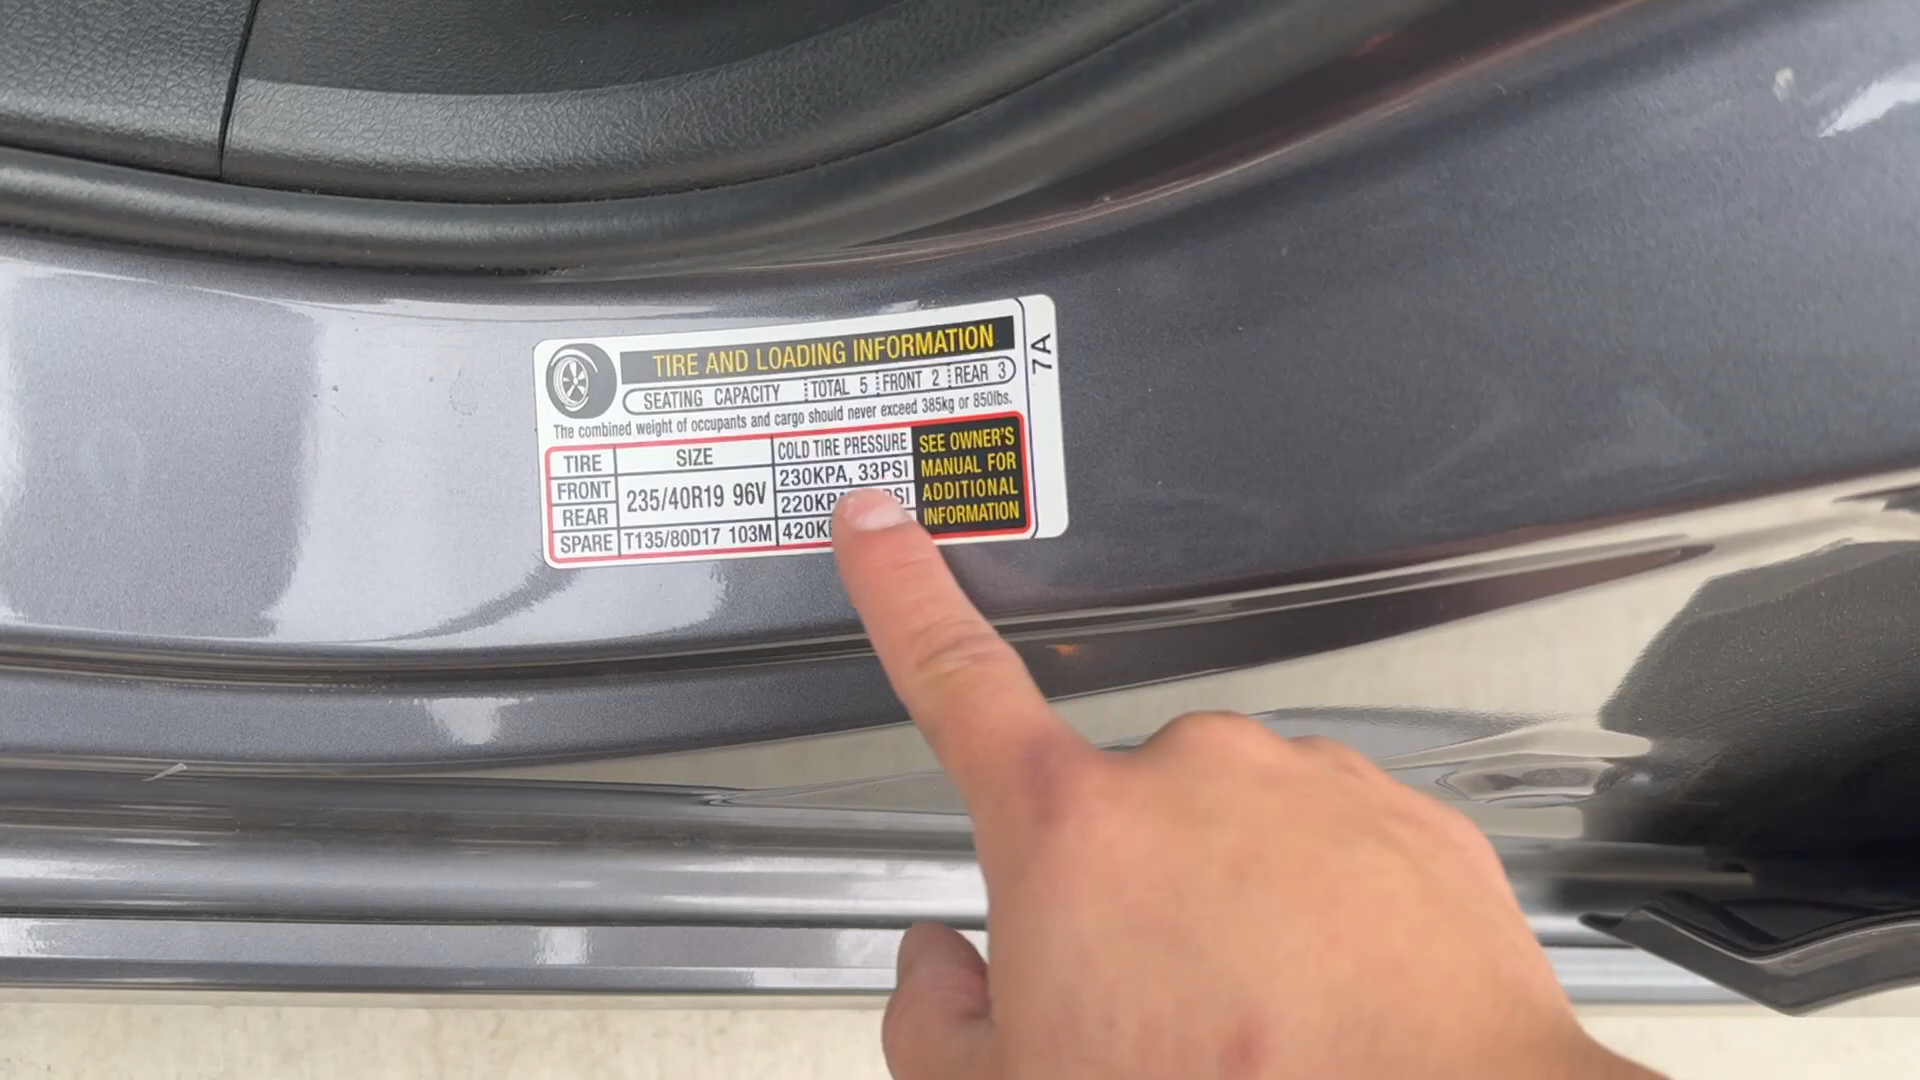 TIRE AND LOADING INFORMATION
SEATING CAPACITY TOTAL 5 FRONT 2 REAR 3
The combined weight of occupants and cargo should never exceed 385kg or 850lbs.
TIRE SIZE COLD TIRE PRESSURE
FRONT 235/40R19 96V 230KPA, 33PSI
REAR 220KPA PSI
SPARE T135/80D17 103M
SEE OWNER'S
MANUAL FOR
ADDITIONAL
INFORMATION
7A